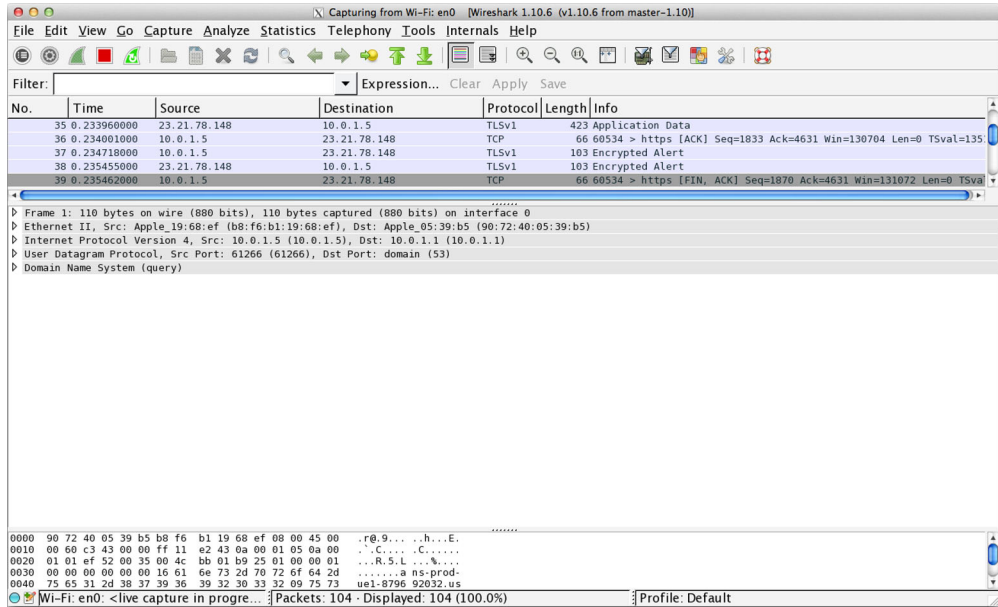 Capturing from Wi-Fi: en0 [Wireshark 1.10.6 (v1.10.6 from master-1.10)]
File Edit View Go Capture Analyze Statistics Telephony Tools Internals Help
Filter: Expression... Clear Apply Save
No. Time Source Destination Protocol Length Info
35 0.233960000 23.21.78.148 10.0.1.5 TLSv1 423 Application Data
36 0.234001000 10.0.1.5 23.21.78.148 TCP 66 60534 > https [ACK] Seq=1833 Ack=4631 Win=130704 Len=0 TSval=135
37 0.234718000 10.0.1.5 23.21.78.148 TLSv1 103 Encrypted Alert
38 0.235455000 23.21.78.148 10.0.1.5 TLSv1 103 Encrypted Alert
39 0.235462000 10.0.1.5 23.21.78.148 TCP 66 60534 > https [FIN, ACK] Seq=1870 Ack=4631 Win=131072 Len=0 TSva
Frame 1: 110 bytes on wire (880 bits), 110 bytes captured (880 bits) on interface 0
Ethernet II, Src: Apple_19:68:ef (b8:f6:b1:19:68:ef), Dst: Apple_05:39:b5 (90:72:40:05:39:b5)
Internet Protocol Version 4, Src: 10.0.1.5 (10.0.1.5), Dst: 10.0.1.1 (10.0.1.1)
User Datagram Protocol, Src Port: 61266 (61266), Dst Port: domain (53)
Domain Name System (query)
0000 90 72 40 05 39 b5 b8 f6 b1 19 68 ef 08 00 45 00 .r@.9... ..h...E.
0010 00 60 c3 43 00 00 ff 11 e2 43 0a 00 01 05 0a 00 .`.C.... .C......
0020 01 01 ef 52 00 35 00 4c bb 01 b9 25 01 00 00 01 ...R.5.L ...%....
0030 00 00 00 00 00 00 16 61 6e 73 2d 70 72 6f 64 2d .......a ns-prod-
0040 75 65 31 2d 38 37 39 36 39 32 30 33 32 09 75 73 ue1-8796 92032.us
Wi-Fi: en0: <live capture in progre... Packets: 104 · Displayed: 104 (100.0%) Profile: Default